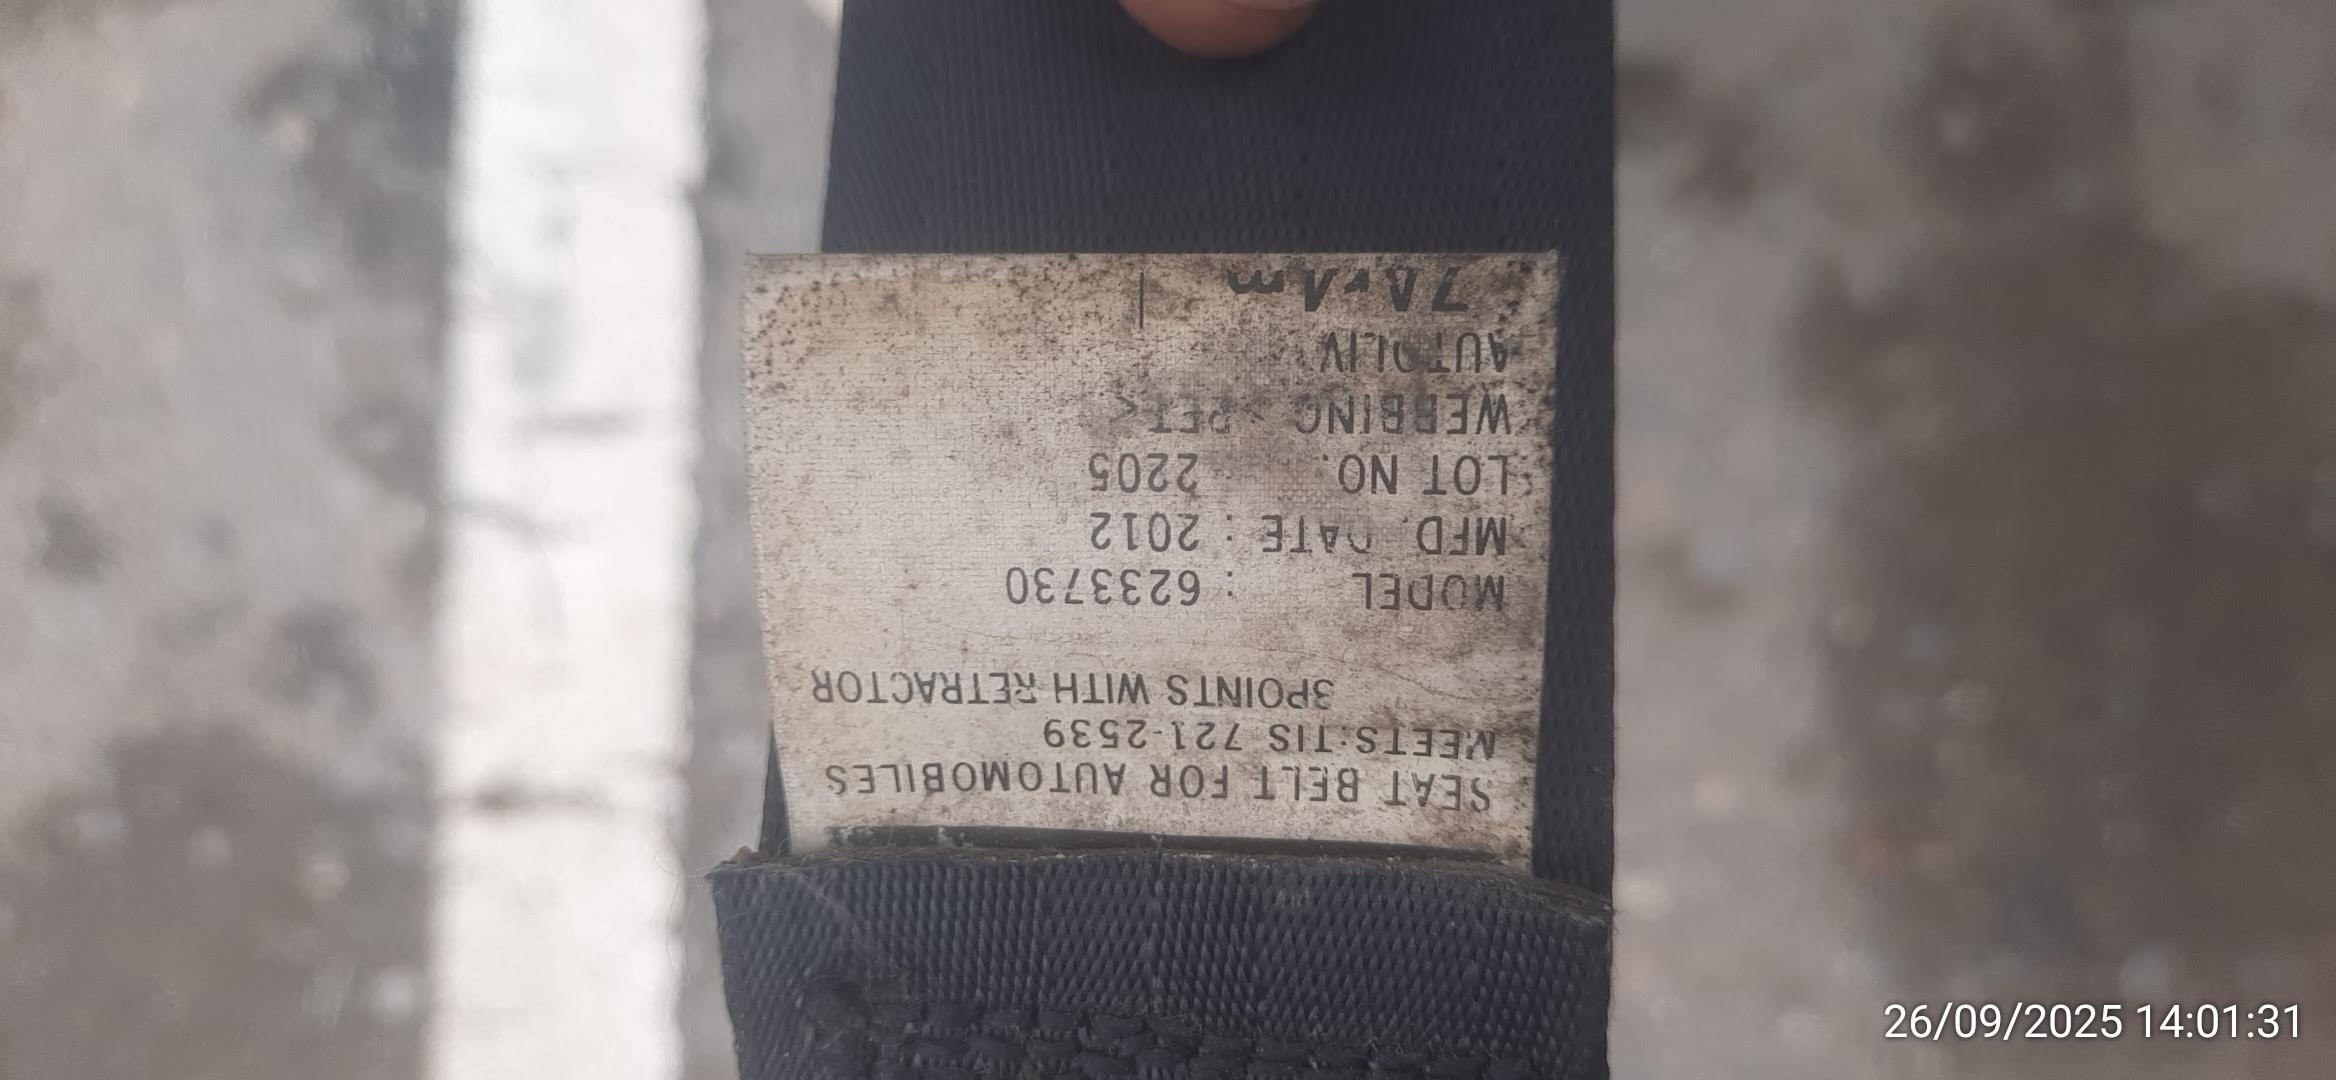 SEAT BELT FOR AUTOMOBILES
MEETS:TIS 721-2539
3POINTS WITH RETRACTOR
MODEL : 6233730
MFD. DATE : 2012
LOT NO. 2205
WEBBING >PET<
AUTOLIV
26/09/2025 14:01:31